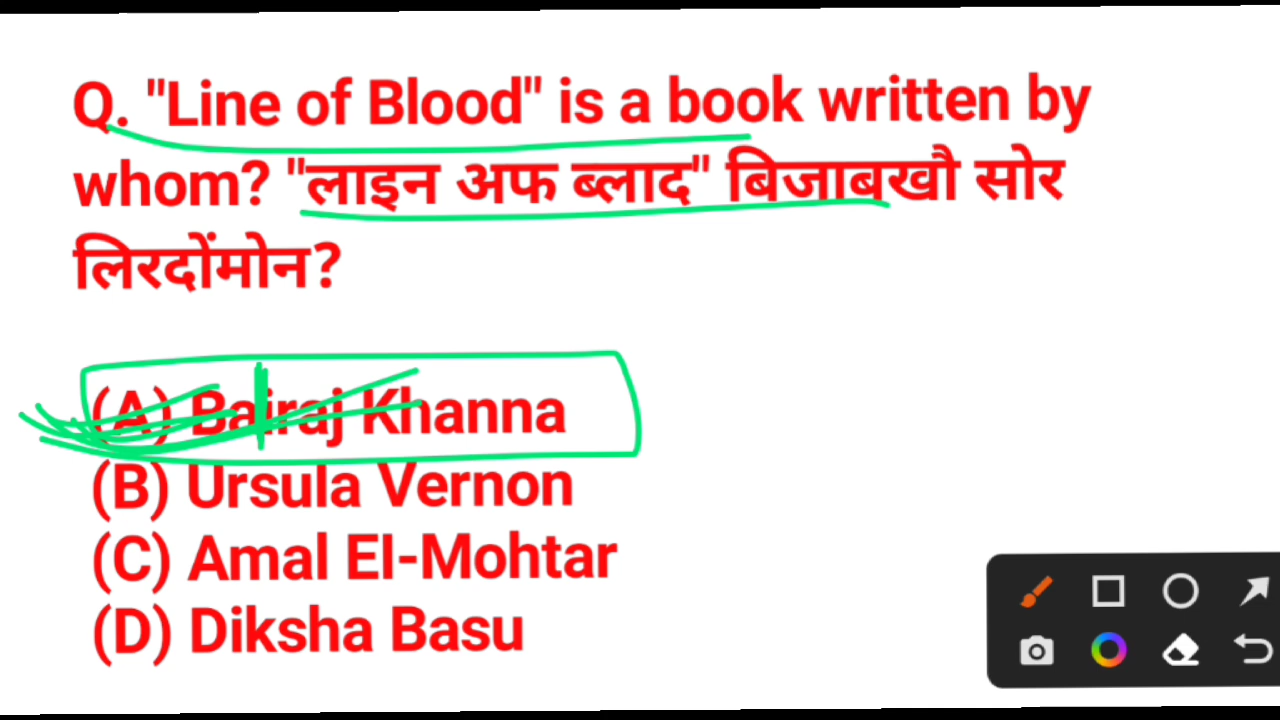 Q. "Line of Blood" is a book written by
whom? "लाइन अफ ब्लाद" बिजाबखौ सोर
लिरदोंमोन?
(A) Balraj Khanna
(B) Ursula Vernon
(C) Amal El-Mohtar
(D) Diksha Basu